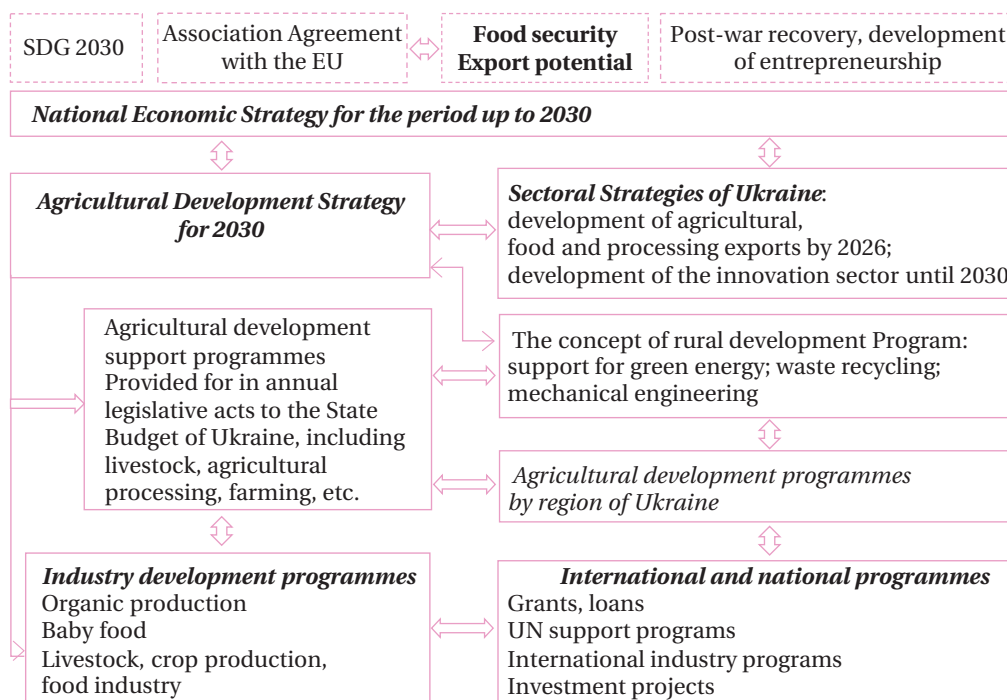 SDG 2030
Association Agreement
with the EU
Food security
Export potential
Post-war recovery, development
of entrepreneurship
National Economic Strategy for the period up to 2030
Agricultural Development Strategy
for 2030
Sectoral Strategies of Ukraine:
development of agricultural,
food and processing exports by 2026;
development of the innovation sector until 2030
Agricultural development
support programmes
Provided for in annual
legislative acts to the State
Budget of Ukraine, including
livestock, agricultural
processing, farming, etc.
The concept of rural development Program:
support for green energy; waste recycling;
mechanical engineering
Agricultural development programmes
by region of Ukraine
Industry development programmes
Organic production
Baby food
Livestock, crop production,
food industry
International and national programmes
Grants, loans
UN support programs
International industry programs
Investment projects